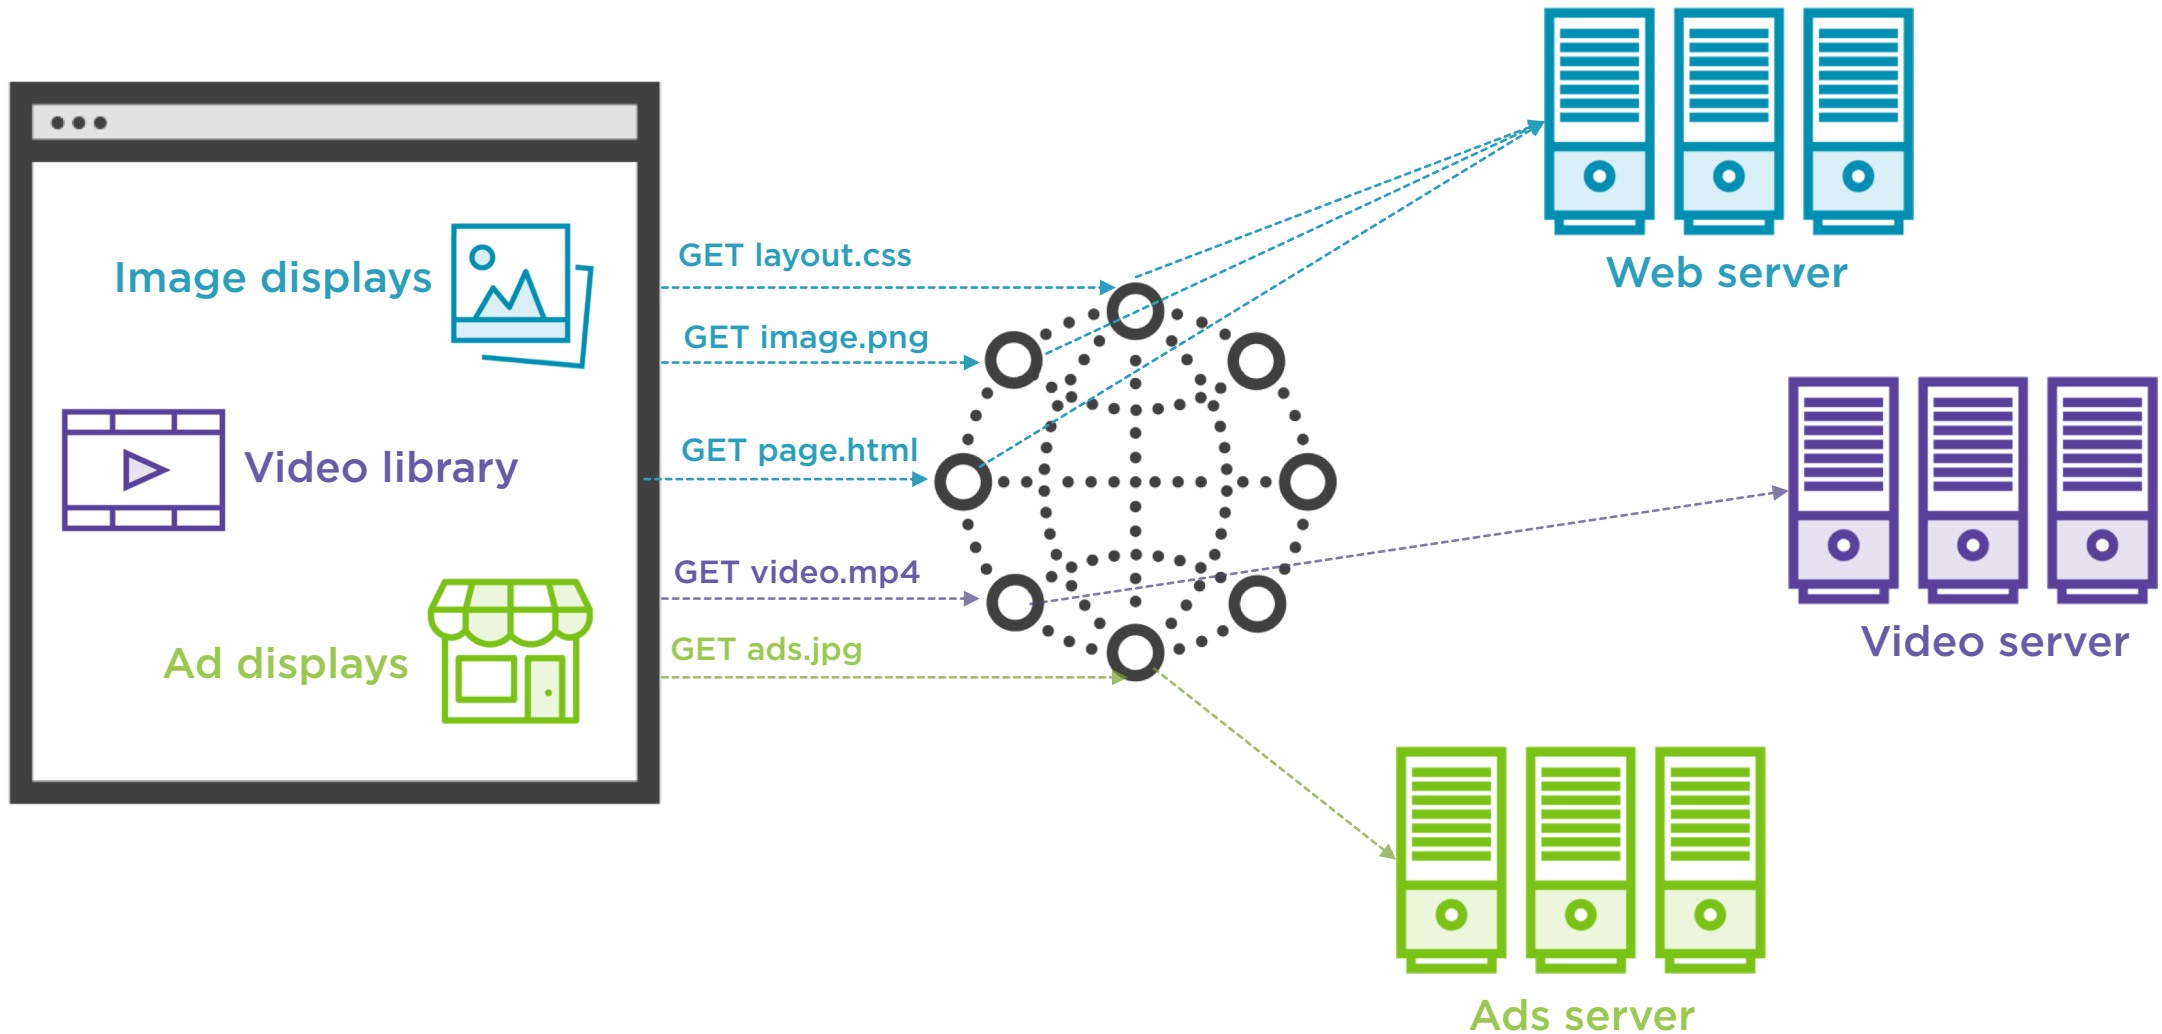 Image displays
Video library
Ad displays
GET layout.css
GET image.png
GET page.html
GET video.mp4
GET ads.jpg
Web server
Video server
Ads server